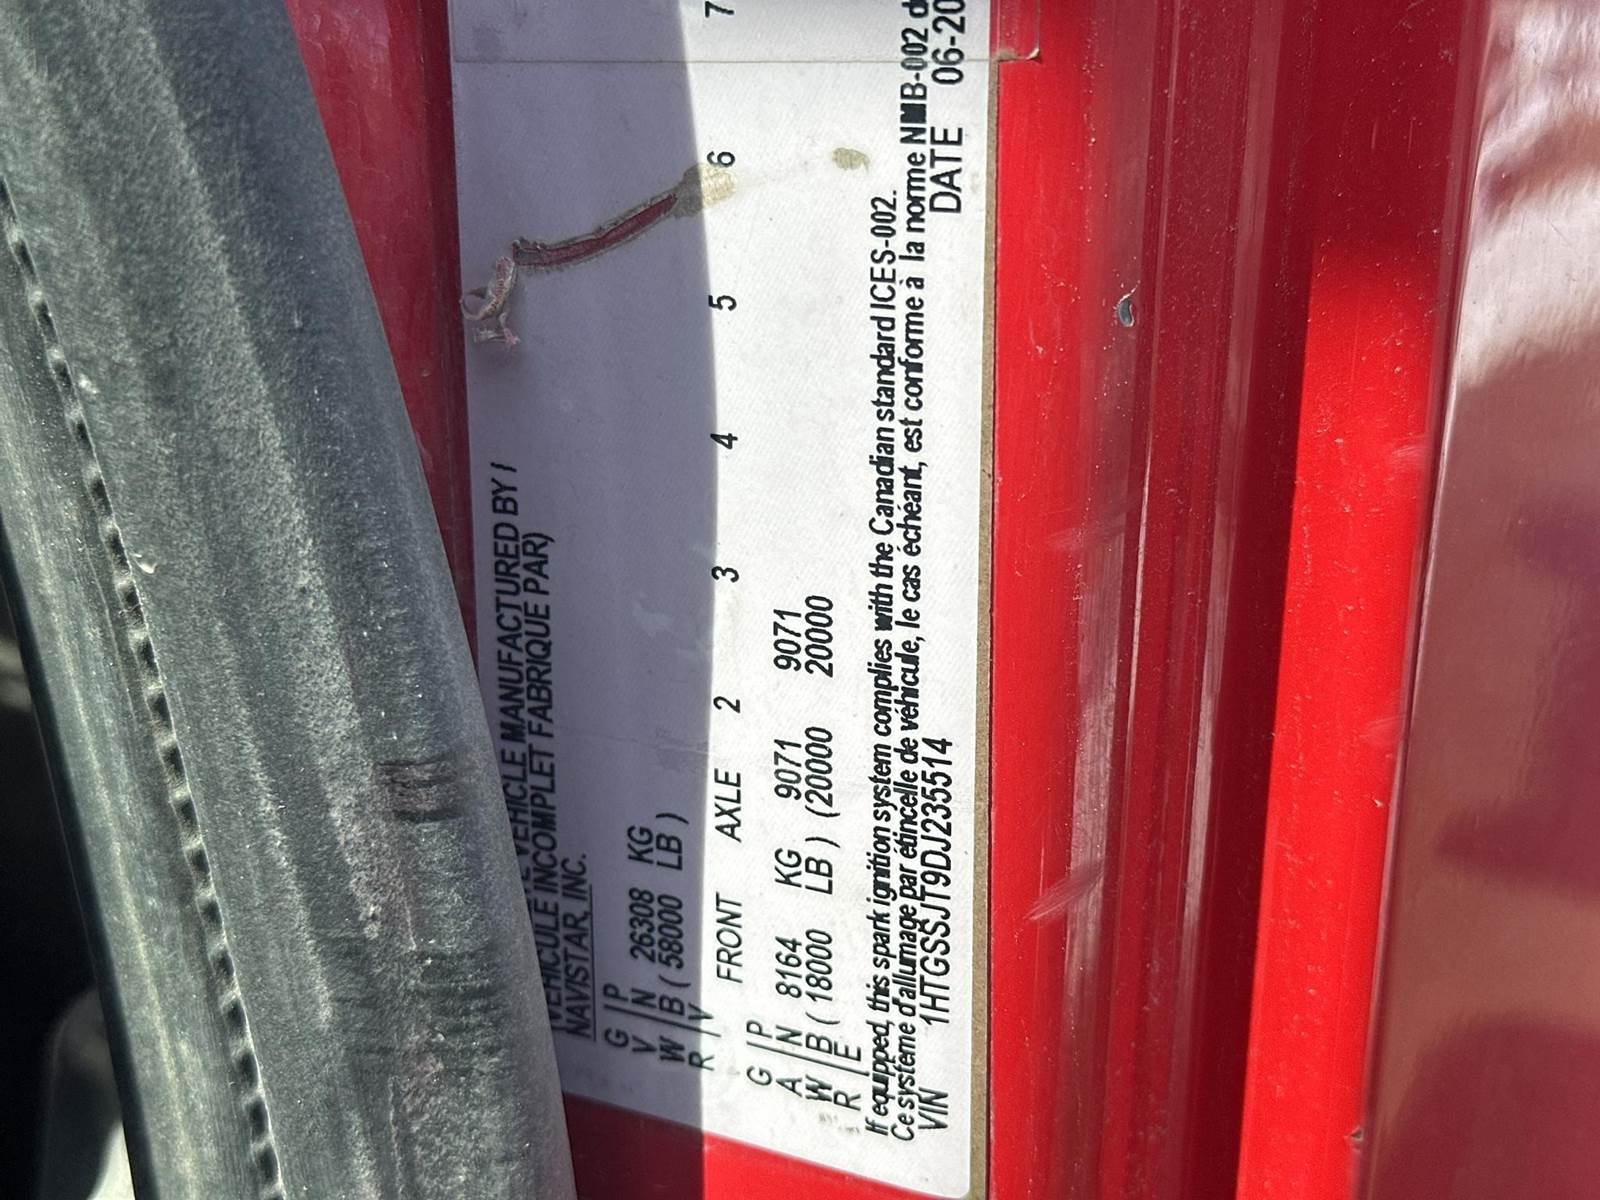 VEHICLE MANUFACTURED BY /
(VEHICULE INCOMPLET FABRIQUE PAR)
NAVISTAR, INC.
G P
V N 26308 KG
W B ( 58000 LB )
R V
FRONT AXLE 2 3 4 5 6 7
G P
A N 8164 KG 9071 9071
W B ( 18000 LB ) (20000 20000
R E
If equipped, this spark ignition system complies with the Canadian standard ICES-002.
Ce système d'allumage par étincelle de véhicule, le cas échéant, est conforme à la norme NMB-002 d
VIN 1HTGSSJT9DJ235514 DATE 06-20